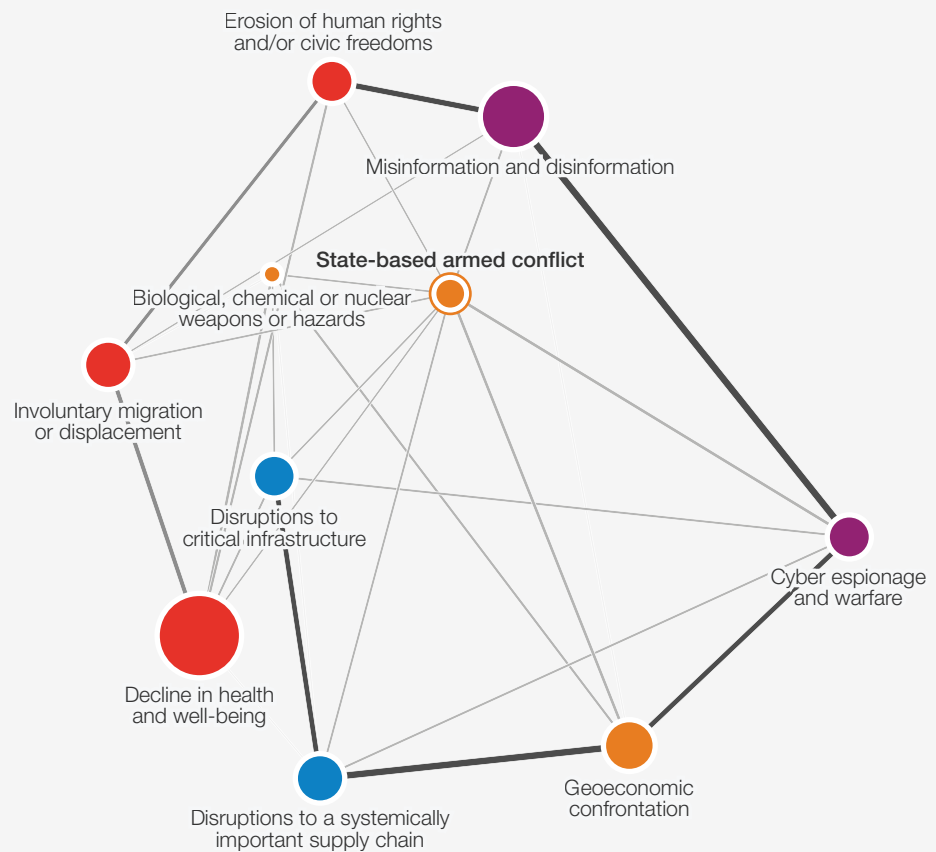 Erosion of human rights
and/or civic freedoms
Misinformation and disinformation
State-based armed conflict
Biological, chemical or nuclear
weapons or hazards
Involuntary migration
or displacement
Disruptions to
critical infrastructure
Cyber espionage
and warfare
Decline in health
and well-being
Geoeconomic
confrontation
Disruptions to a systemically
important supply chain